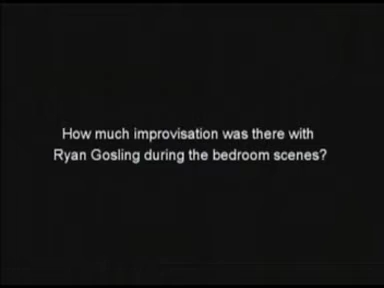 How much improvisation was there with
Ryan Gosling during the bedroom scenes?